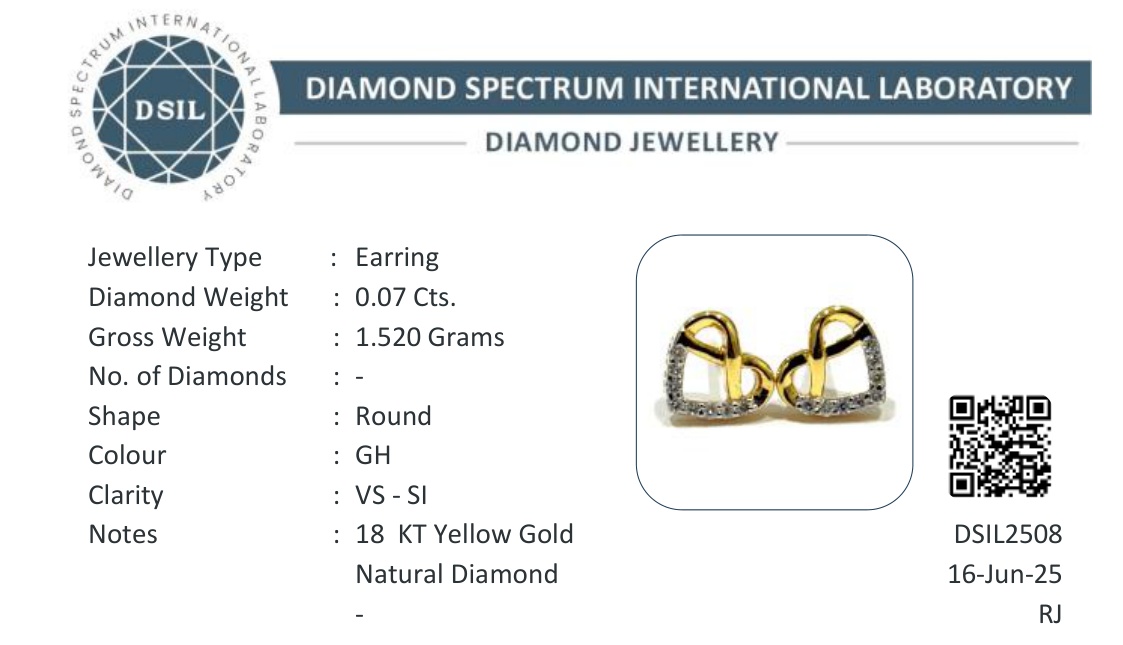 DIAMOND SPECTRUM INTERNATIONAL LABORATORY
DSIL
DIAMOND SPECTRUM INTERNATIONAL LABORATORY
DIAMOND JEWELLERY
Jewellery Type : Earring
Diamond Weight : 0.07 Cts.
Gross Weight : 1.520 Grams
No. of Diamonds : -
Shape : Round
Colour : GH
Clarity : VS - SI
Notes : 18 KT Yellow Gold
Natural Diamond
-
DSIL2508
16-Jun-25
RJ